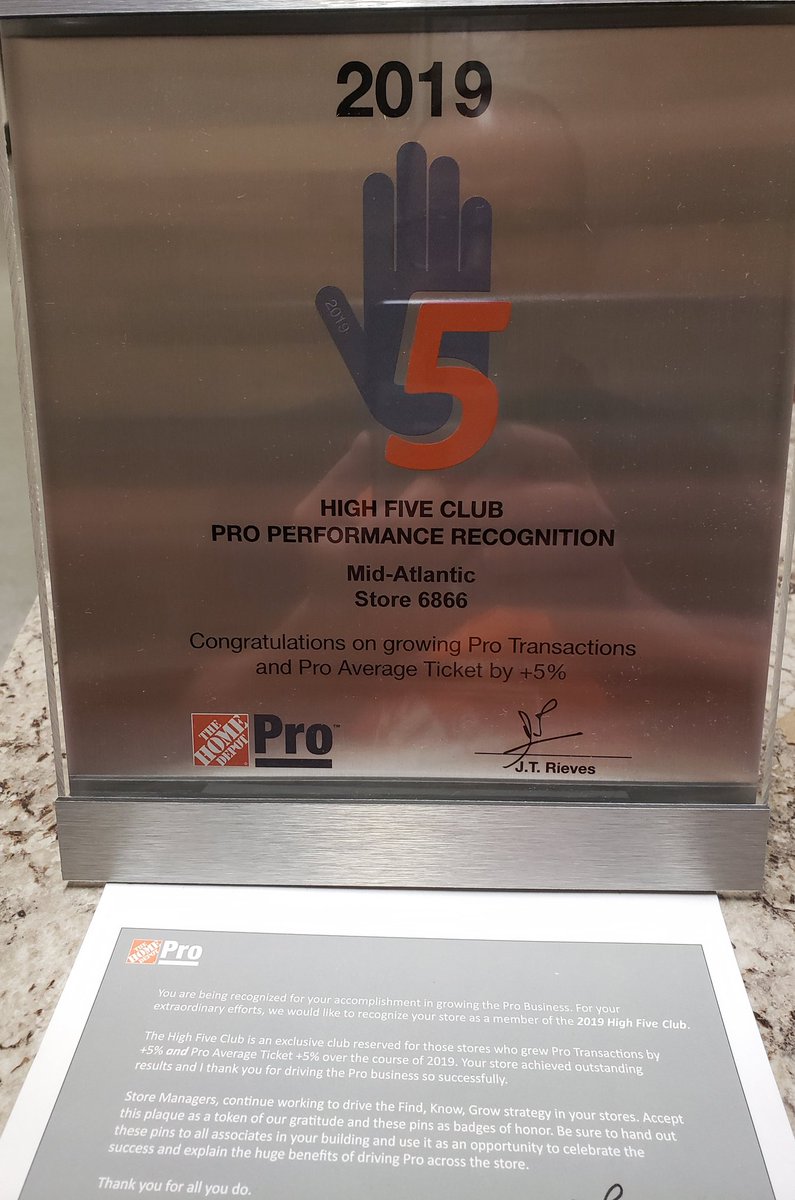 2019
2019
5
HIGH FIVE CLUB
PRO PERFORMANCE RECOGNITION
Mid-Atlantic
Store 6866
Congratulations on growing Pro Transactions
and Pro Average Ticket by +5%
THE HOME DEPOT Pro™
J.T. Rieves
THE HOME DEPOT Pro
You are being recognized for your accomplishment in growing the Pro Business. For your
extraordinary efforts, we would like to recognize your store as a member of the 2019 High Five Club.
The High Five Club is an exclusive club reserved for those stores who grew Pro Transactions by
+5% and Pro Average Ticket +5% over the course of 2019. Your store achieved outstanding
results and I thank you for driving the Pro business so successfully.
Store Managers, continue working to drive the Find, Know, Grow strategy in your stores. Accept
this plaque as a token of our gratitude and these pins as badges of honor. Be sure to hand out
these pins to all associates in your building and use it as an opportunity to celebrate the
success and explain the huge benefits of driving Pro across the store.
Thank you for all you do.